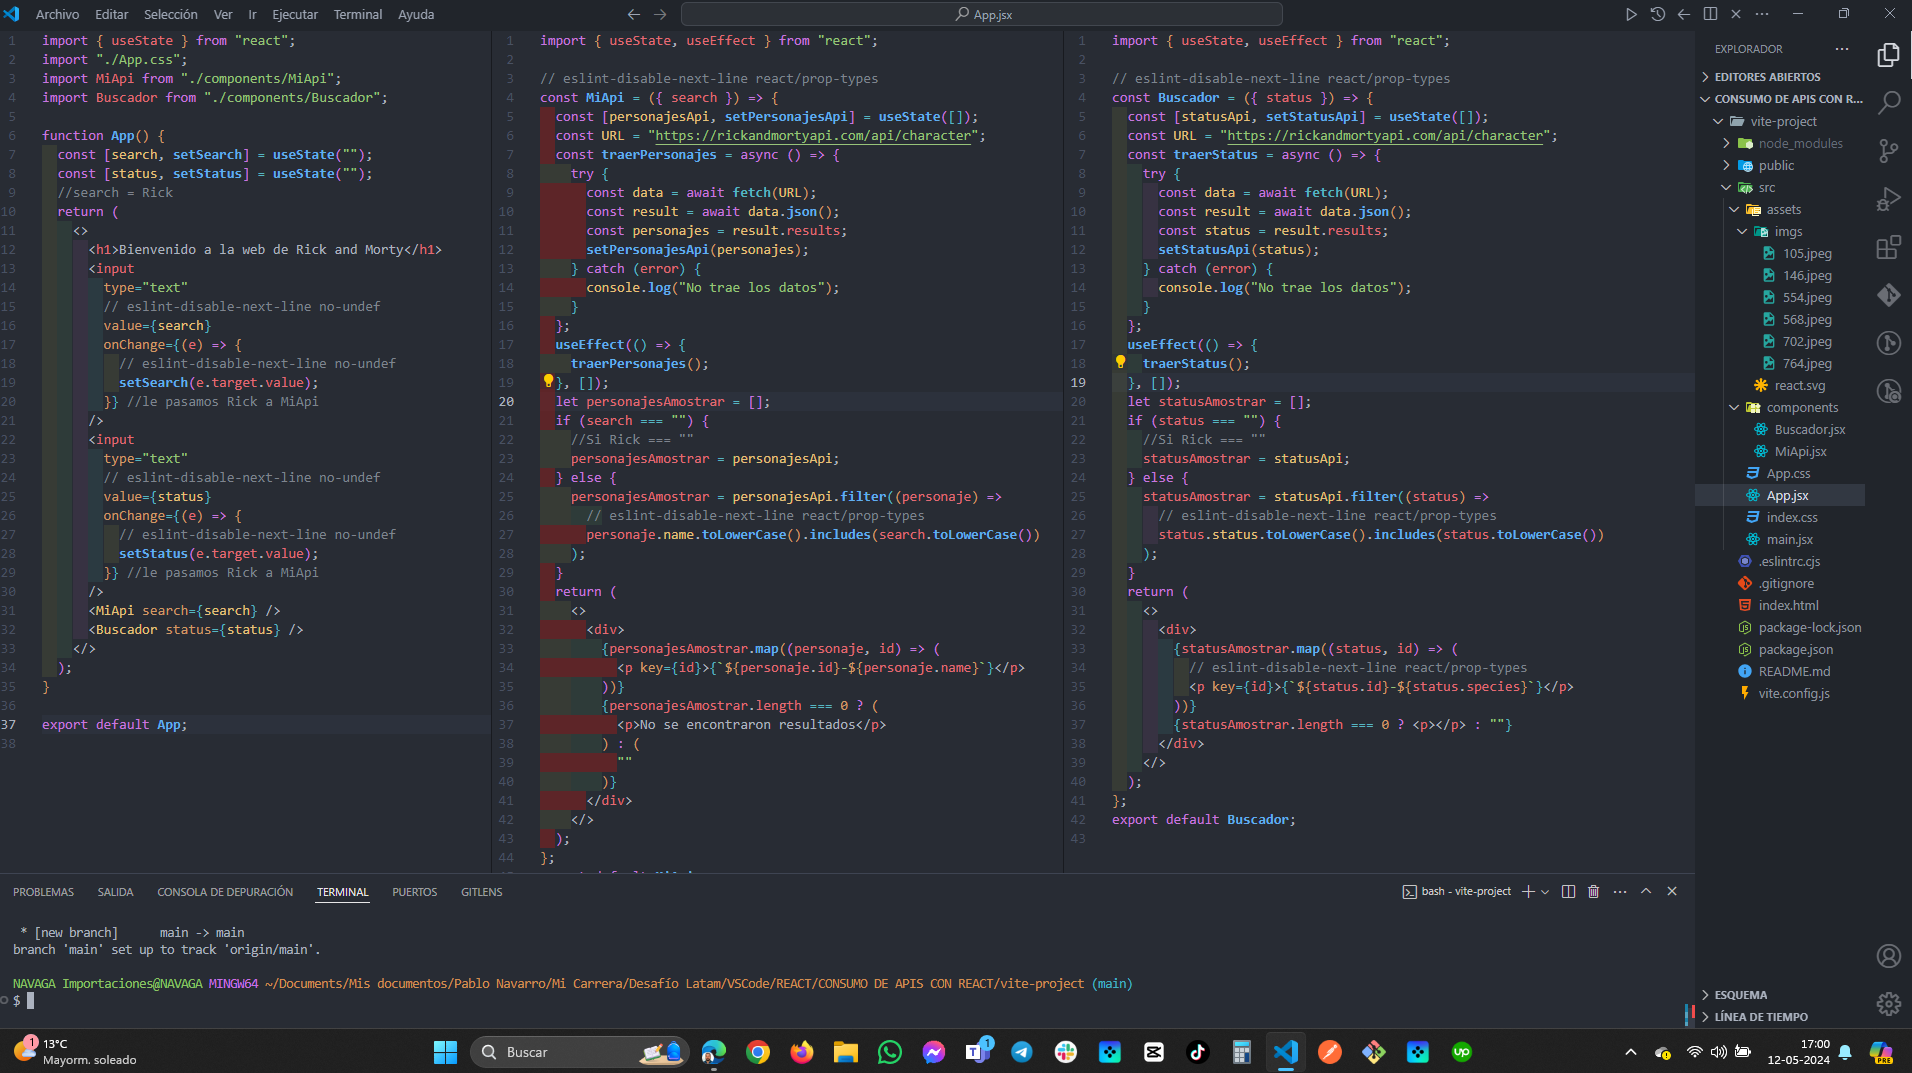 Archivo Editar Selección Ver Ir Ejecutar Terminal Ayuda
App.jsx
1 import { useState } from "react";
2 import "./App.css";
3 import MiApi from "./components/MiApi";
4 import Buscador from "./components/Buscador";
5
6 function App() {
7 const [search, setSearch] = useState("");
8 const [status, setStatus] = useState("");
9 //search = Rick
10 return (
11 <>
12 <h1>Bienvenido a la web de Rick and Morty</h1>
13 <input
14 type="text"
15 // eslint-disable-next-line no-undef
16 value={search}
17 onChange={(e) => {
18 // eslint-disable-next-line no-undef
19 setSearch(e.target.value);
20 }} //le pasamos Rick a MiApi
21 />
22 <input
23 type="text"
24 // eslint-disable-next-line no-undef
25 value={status}
26 onChange={(e) => {
27 // eslint-disable-next-line no-undef
28 setStatus(e.target.value);
29 }} //le pasamos Rick a MiApi
30 />
31 <MiApi search={search} />
32 <Buscador status={status} />
33 </>
34 );
35 }
36
37 export default App;
38
1 import { useState, useEffect } from "react";
2
3 // eslint-disable-next-line react/prop-types
4 const MiApi = ({ search }) => {
5 const [personajesApi, setPersonajesApi] = useState([]);
6 const URL = "https://rickandmortyapi.com/api/character";
7 const traerPersonajes = async () => {
8 try {
9 const data = await fetch(URL);
10 const result = await data.json();
11 const personajes = result.results;
12 setPersonajesApi(personajes);
13 } catch (error) {
14 console.log("No trae los datos");
15 }
16 };
17 useEffect(() => {
18 traerPersonajes();
19 }, []);
20 let personajesAmostrar = [];
21 if (search === "") {
22 //Si Rick === ""
23 personajesAmostrar = personajesApi;
24 } else {
25 personajesAmostrar = personajesApi.filter((personaje) =>
26 // eslint-disable-next-line react/prop-types
27 personaje.name.toLowerCase().includes(search.toLowerCase())
28 );
29 }
30 return (
31 <>
32 <div>
33 {personajesAmostrar.map((personaje, id) => (
34 <p key={id}>{`${personaje.id}-${personaje.name}`}</p>
35 ))}
36 {personajesAmostrar.length === 0 ? (
37 <p>No se encontraron resultados</p>
38 ) : (
39 ""
40 )}
41 </div>
42 </>
43 );
44 };
1 import { useState, useEffect } from "react";
2
3 // eslint-disable-next-line react/prop-types
4 const Buscador = ({ status }) => {
5 const [statusApi, setStatusApi] = useState([]);
6 const URL = "https://rickandmortyapi.com/api/character";
7 const traerStatus = async () => {
8 try {
9 const data = await fetch(URL);
10 const result = await data.json();
11 const status = result.results;
12 setStatusApi(status);
13 } catch (error) {
14 console.log("No trae los datos");
15 }
16 };
17 useEffect(() => {
18 traerStatus();
19 }, []);
20 let statusAmostrar = [];
21 if (status === "") {
22 //Si Rick === ""
23 statusAmostrar = statusApi;
24 } else {
25 statusAmostrar = statusApi.filter((status) =>
26 // eslint-disable-next-line react/prop-types
27 status.status.toLowerCase().includes(status.toLowerCase())
28 );
29 }
30 return (
31 <>
32 <div>
33 {statusAmostrar.map((status, id) => (
34 // eslint-disable-next-line react/prop-types
35 <p key={id}>{`${status.id}-${status.species}`}</p>
36 ))}
37 {statusAmostrar.length === 0 ? <p></p> : ""}
38 </div>
39 </>
40 );
41 };
42 export default Buscador;
43
EXPLORADOR
EDITORES ABIERTOS
CONSUMO DE APIS CON R...
vite-project
node_modules
public
src
assets
imgs
105.jpeg
146.jpeg
554.jpeg
568.jpeg
702.jpeg
764.jpeg
react.svg
components
Buscador.jsx
MiApi.jsx
App.css
App.jsx
index.css
main.jsx
.eslintrc.cjs
.gitignore
index.html
package-lock.json
package.json
README.md
vite.config.js
ESQUEMA
LÍNEA DE TIEMPO
PROBLEMAS SALIDA CONSOLA DE DEPURACIÓN TERMINAL PUERTOS GITLENS
bash - vite-project
* [new branch] main -> main
branch 'main' set up to track 'origin/main'.
NAVAGA Importaciones@NAVAGA MINGW64 ~/Documents/Mis documentos/Pablo Navarro/Mi Carrera/Desafío Latam/VSCode/REACT/CONSUMO DE APIS CON REACT/vite-project (main)
$
1
13°C
Mayorm. soleado
Buscar
1
up
17:00
12-05-2024
PRE